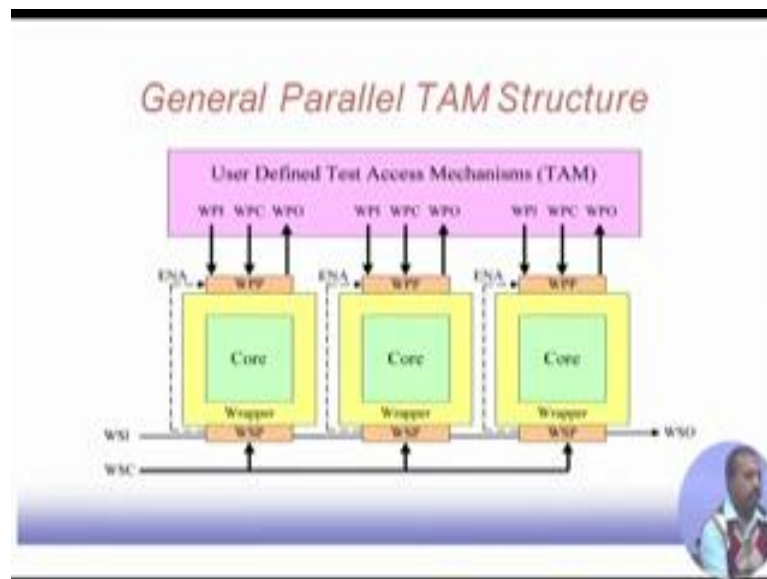 General Parallel TAM Structure
User Defined Test Access Mechanisms (TAM)
WPI WPC WPO WPI WPC WPO WPI WPC WPO
ENA ENA ENA
WPP WPP WPP
Core Core Core
Wrapper Wrapper Wrapper
WSI WSP WSP WSP WSO
WSC